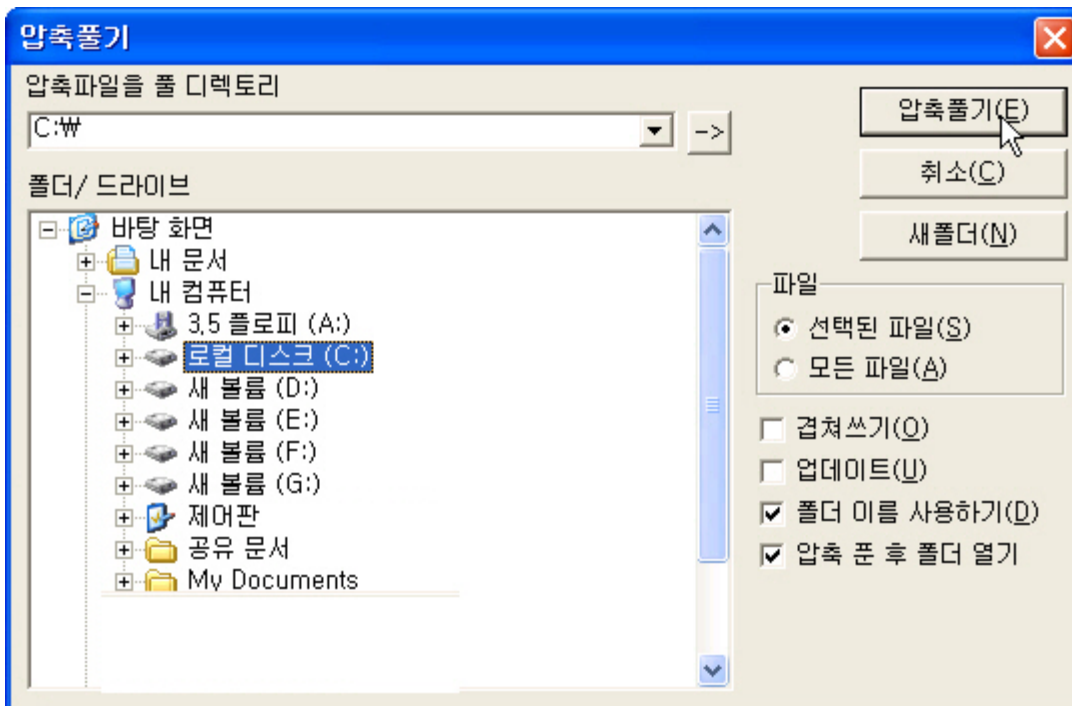 압축풀기
압축파일을 풀 디렉토리
C:₩
->
폴더/ 드라이브
바탕 화면
내 문서
내 컴퓨터
3.5 플로피 (A:)
로컬 디스크 (C:)
새 볼륨 (D:)
새 볼륨 (E:)
새 볼륨 (F:)
새 볼륨 (G:)
제어판
공유 문서
My Documents
압축풀기(E)
취소(C)
새폴더(N)
파일
선택된 파일(S)
모든 파일(A)
겹쳐쓰기(O)
업데이트(U)
폴더 이름 사용하기(D)
압축 푼 후 폴더 열기